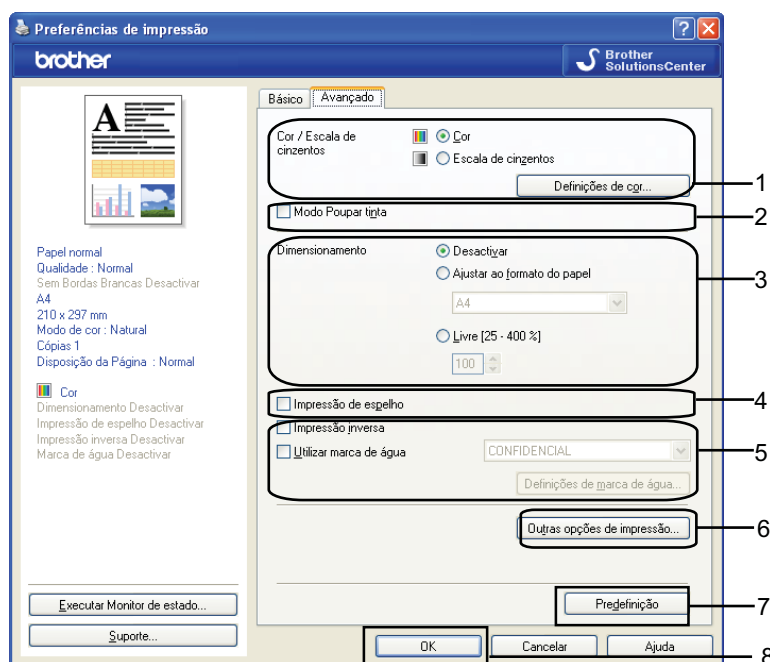 Preferências de impressão
brother
Brother
SolutionsCenter
Básico
Avançado
A
Cor / Escala de
cinzentos
Cor
Escala de cinzentos
Definições de cor...
1
Modo Poupar tinta
2
Dimensionamento
Desactivar
Ajustar ao formato do papel
A4
Livre [25 - 400 %]
100
3
Impressão de espelho
4
Impressão inversa
Utilizar marca de água
CONFIDENCIAL
Definições de marca de água...
5
Outras opções de impressão...
6
Predefinição
7
Papel normal
Qualidade : Normal
Sem Bordas Brancas Desactivar
A4
210 x 297 mm
Modo de cor : Natural
Cópias 1
Disposição da Página : Normal
Cor
Dimensionamento Desactivar
Impressão de espelho Desactivar
Impressão inversa Desactivar
Marca de água Desactivar
Executar Monitor de estado...
Suporte...
OK
Cancelar
Ajuda
8